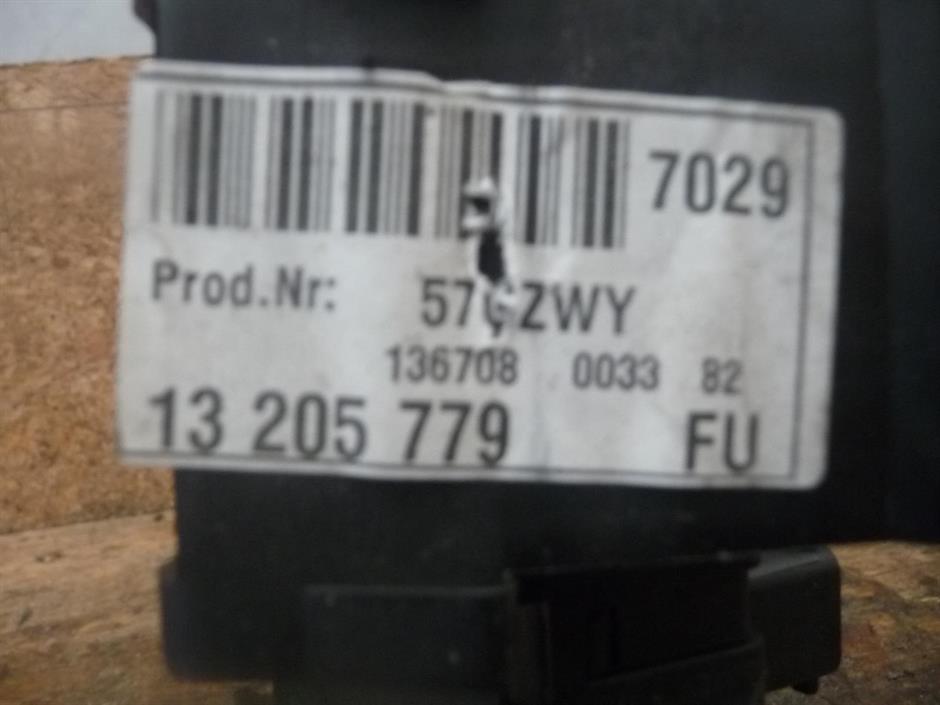 7029
Prod.Nr:
136708 0033 82
13 205 779 FU